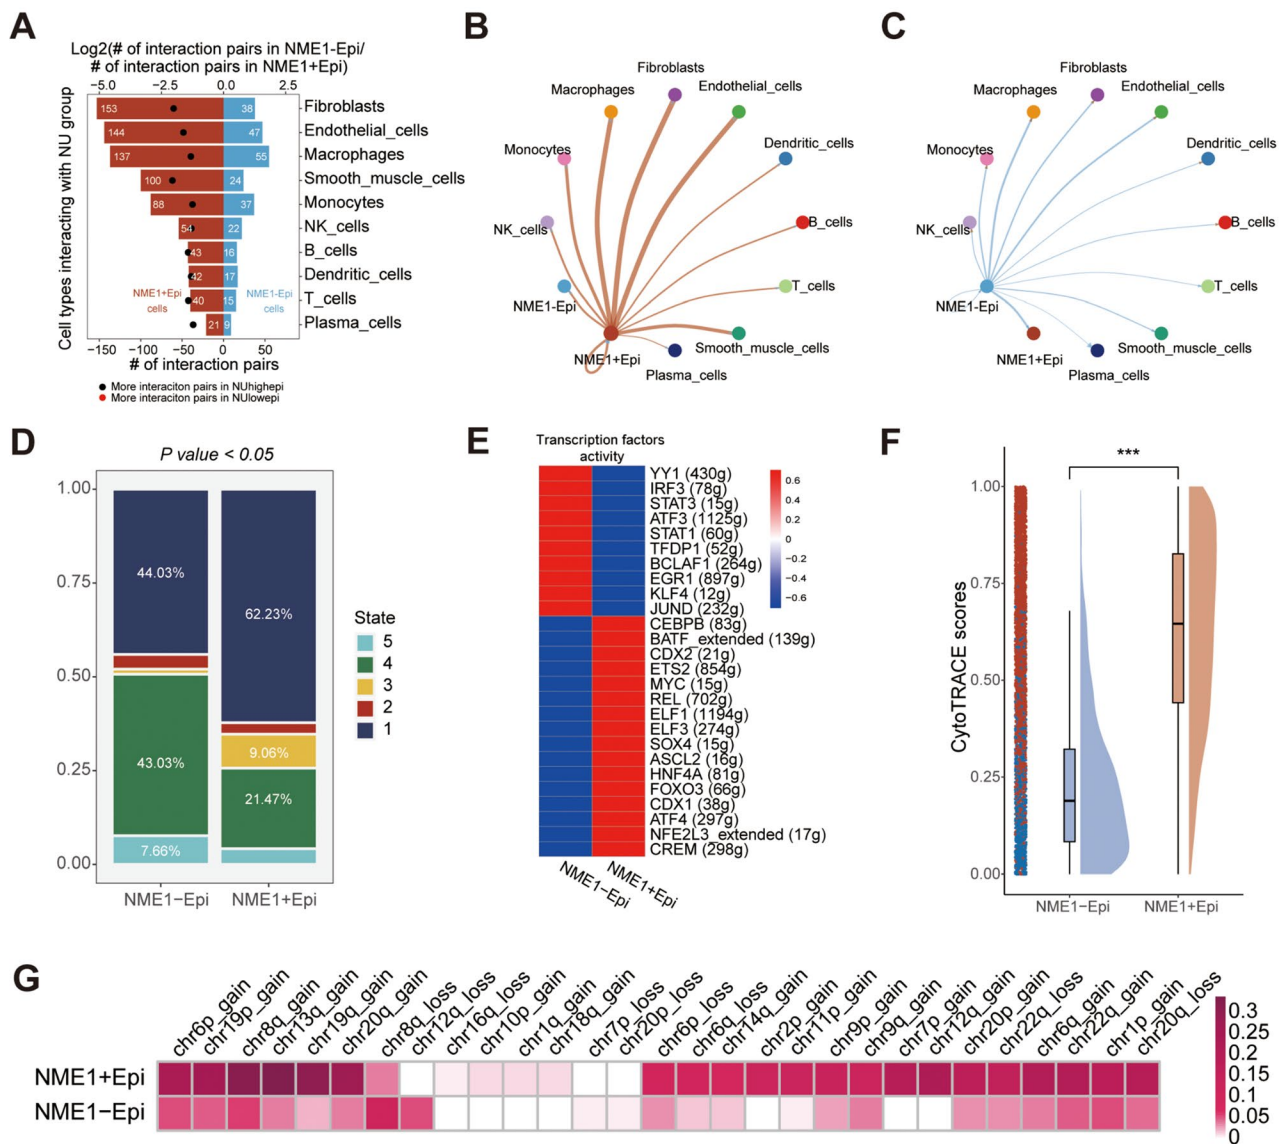 A
Log2(# of interaction pairs in NME1-Epi/
# of interaction pairs in NME1+Epi)
−5.0 −2.5 0.0 2.5
Cell types interacting with NU group
153 38 Fibroblasts
144 47 Endothelial_cells
137 55 Macrophages
100 24 Smooth_muscle_cells
88 37 Monocytes
54 22 NK_cells
43 16 B_cells
42 17 Dendritic_cells
40 15 T_cells
21 9 Plasma_cells
NME1+Epi
cells
NME1-Epi
cells
−150 −100 −50 0 50
# of interaction pairs
More interaciton pairs in NUhighepi
More interaciton pairs in NUlowepi
B
Fibroblasts
Macrophages
Endothelial_cells
Monocytes
Dendritic_cells
NK_cells
B_cells
NME1-Epi
T_cells
NME1+Epi
Smooth_muscle_cells
Plasma_cells
C
Fibroblasts
Macrophages
Endothelial_cells
Monocytes
Dendritic_cells
NK_cells
B_cells
NME1-Epi
T_cells
NME1+Epi
Smooth_muscle_cells
Plasma_cells
D
P value < 0.05
1.00
0.75
0.50
0.25
0.00
44.03%
43.03%
7.66%
62.23%
9.06%
21.47%
NME1−Epi NME1+Epi
State
5
4
3
2
1
E
Transcription factors
activity
YY1 (430g)
IRF3 (78g)
STAT3 (15g)
ATF3 (1125g)
STAT1 (60g)
TFDP1 (52g)
BCLAF1 (264g)
EGR1 (897g)
KLF4 (12g)
JUND (232g)
CEBPB (83g)
BATF_extended (139g)
CDX2 (21g)
ETS2 (854g)
MYC (15g)
REL (702g)
ELF1 (1194g)
ELF3 (274g)
SOX4 (15g)
ASCL2 (16g)
HNF4A (81g)
FOXO3 (66g)
CDX1 (38g)
ATF4 (297g)
NFE2L3_extended (17g)
CREM (298g)
0.6
0.4
0.2
0
−0.2
−0.4
−0.6
NME1−Epi
NME1+Epi
F
***
CytoTRACE scores
1.00
0.75
0.50
0.25
0.00
NME1−Epi NME1+Epi
G
chr6p_gain
chr19p_gain
chr8q_gain
chr13q_gain
chr19q_gain
chr20q_gain
chr8q_loss
chr12q_loss
chr16q_loss
chr10p_gain
chr1q_gain
chr18q_gain
chr7p_loss
chr20p_loss
chr6p_loss
chr6q_loss
chr14q_gain
chr2p_gain
chr11p_gain
chr9p_gain
chr9q_gain
chr7p_gain
chr12q_gain
chr20p_gain
chr22q_loss
chr6q_gain
chr22q_gain
chr1p_gain
chr20q_loss
NME1+Epi
NME1−Epi
0.3
0.25
0.2
0.15
0.1
0.05
0